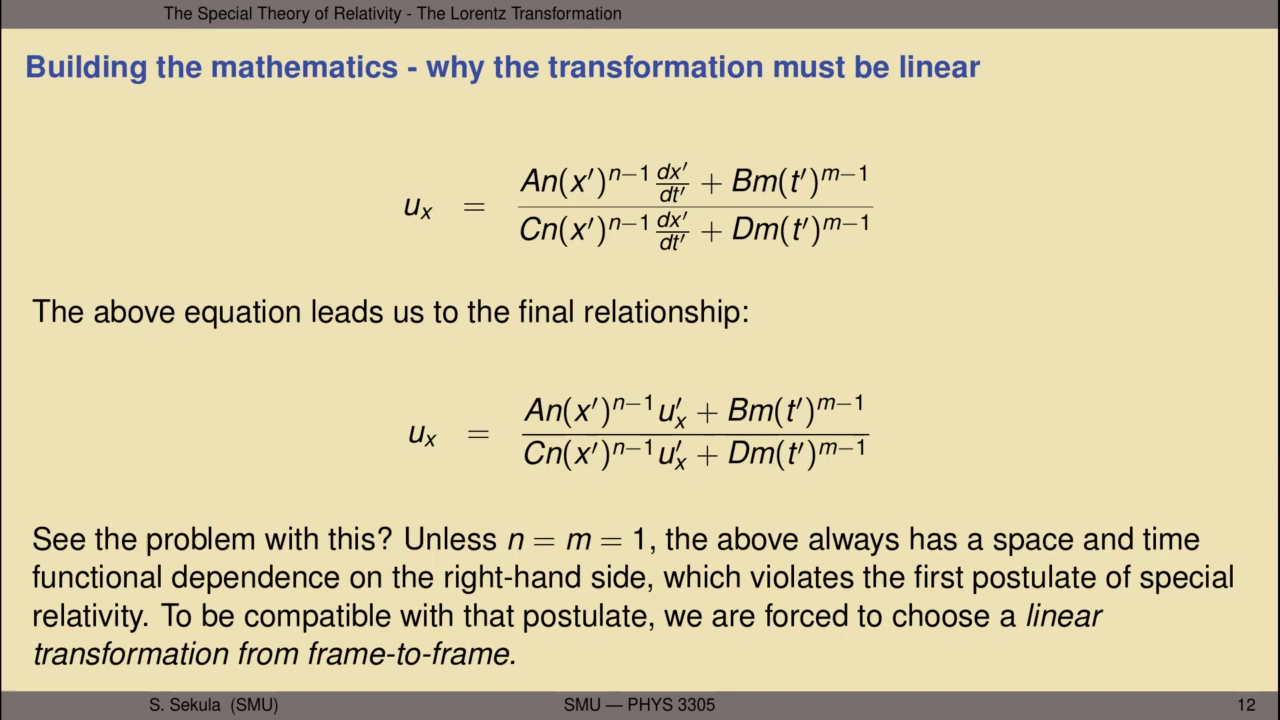 The Special Theory of Relativity - The Lorentz Transformation
Building the mathematics - why the transformation must be linear
u_x = \frac{An(x′)^{n−1} \frac{dx′}{dt′} + Bm(t′)^{m−1}}{Cn(x′)^{n−1} \frac{dx′}{dt′} + Dm(t′)^{m−1}}
The above equation leads us to the final relationship:
u_x = \frac{An(x′)^{n−1} u′_x + Bm(t′)^{m−1}}{Cn(x′)^{n−1} u′_x + Dm(t′)^{m−1}}
See the problem with this? Unless n = m = 1, the above always has a space and time
functional dependence on the right-hand side, which violates the first postulate of special
relativity. To be compatible with that postulate, we are forced to choose a linear
transformation from frame-to-frame.
S. Sekula (SMU) SMU — PHYS 3305 12